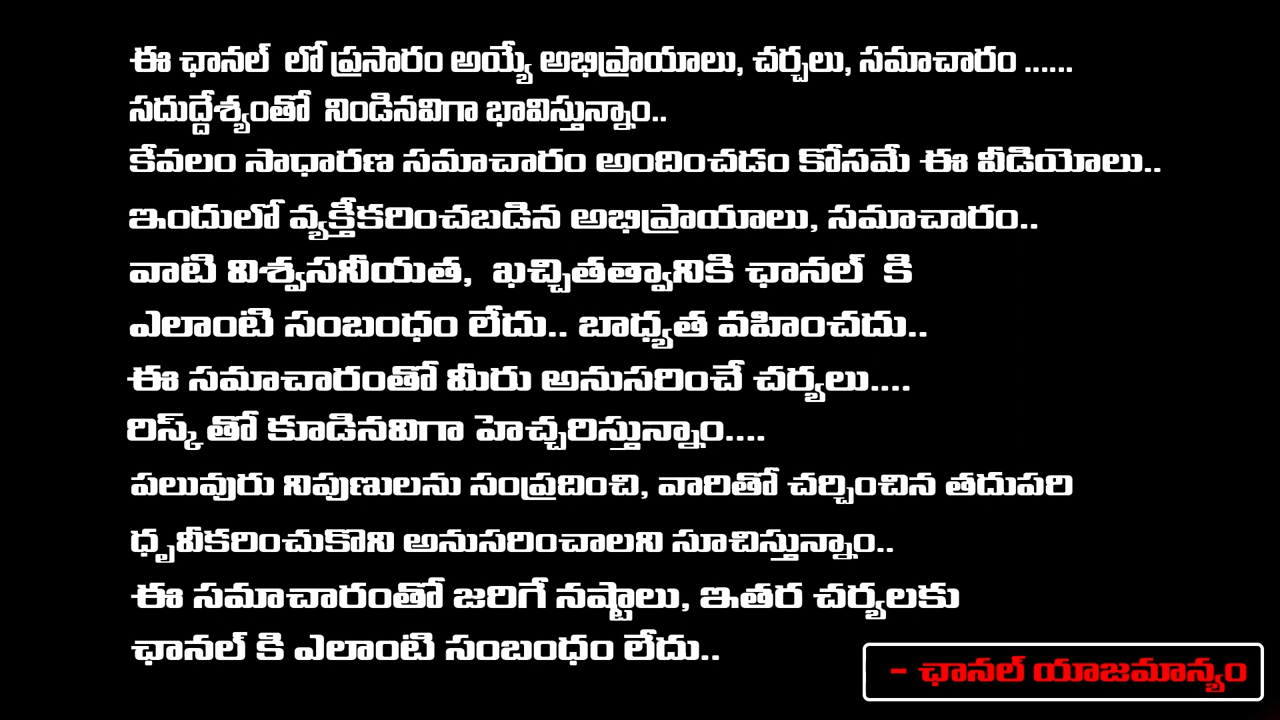 ఈ ఛానల్ లో ప్రసారం అయ్యే అభిప్రాయాలు, చర్చలు, సమాచారం ......
సదుద్దేశ్యంతో నిండినవిగా భావిస్తున్నాం..
కేవలం సాధారణ సమాచారం అందించడం కోసమే ఈ వీడియోలు..
ఇందులో వ్యక్తీకరించబడిన అభిప్రాయాలు, సమాచారం..
వాటి విశ్వసనీయత, ఖచ్చితత్వానికి ఛానల్ కి
ఎలాంటి సంబంధం లేదు.. బాధ్యత వహించదు..
ఈ సమాచారంతో మీరు అనుసరించే చర్యలు....
రిస్క్ తో కూడినవిగా హెచ్చరిస్తున్నాం....
పలువురు నిపుణులను సంప్రదించి, వారితో చర్చించిన తదుపరి
ధృవీకరించుకొని అనుసరించాలని సూచిస్తున్నాం..
ఈ సమాచారంతో జరిగే నష్టాలు, ఇతర చర్యలకు
ఛానల్ కి ఎలాంటి సంబంధం లేదు..
- ఛానల్ యాజమాన్యం